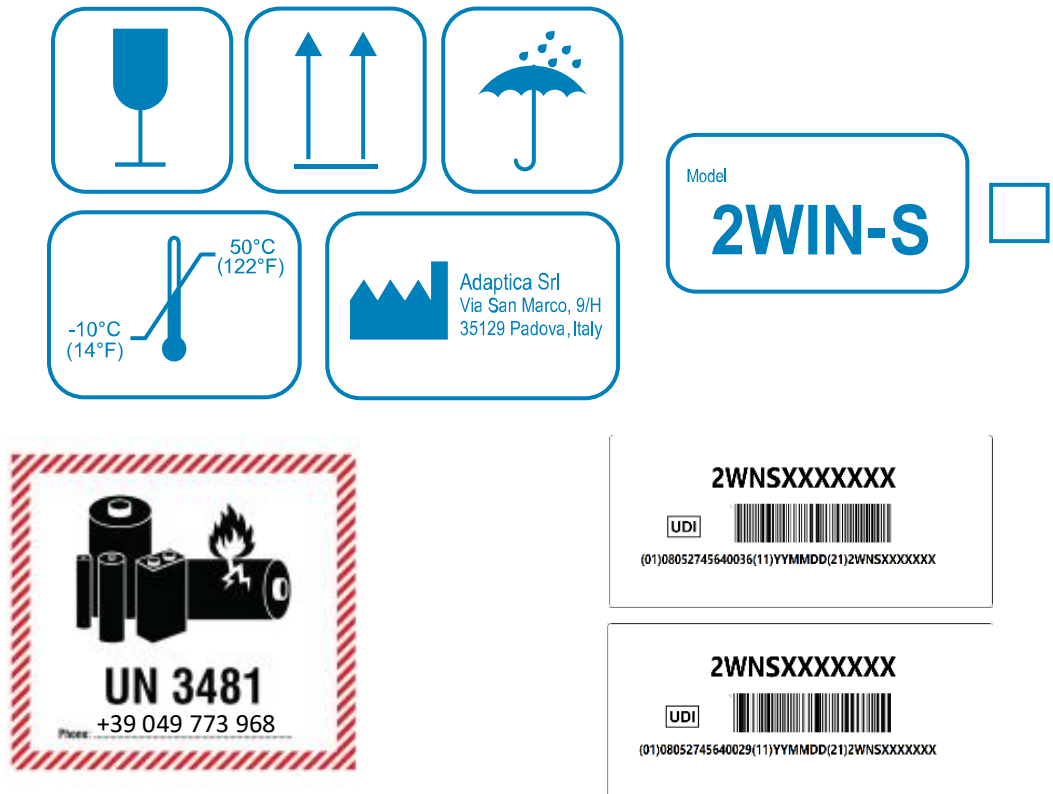 50°C
(122°F)
-10°C
(14°F)
Adaptica Srl
Via San Marco, 9/H
35129 Padova, Italy
Model
2WIN-S
UN 3481
Phone: +39 049 773 968
2WNSXXXXXXX
UDI
(01)08052745640036(11)YYMMDD(21)2WNSXXXXXXX
2WNSXXXXXXX
UDI
(01)08052745640029(11)YYMMDD(21)2WNSXXXXXXX